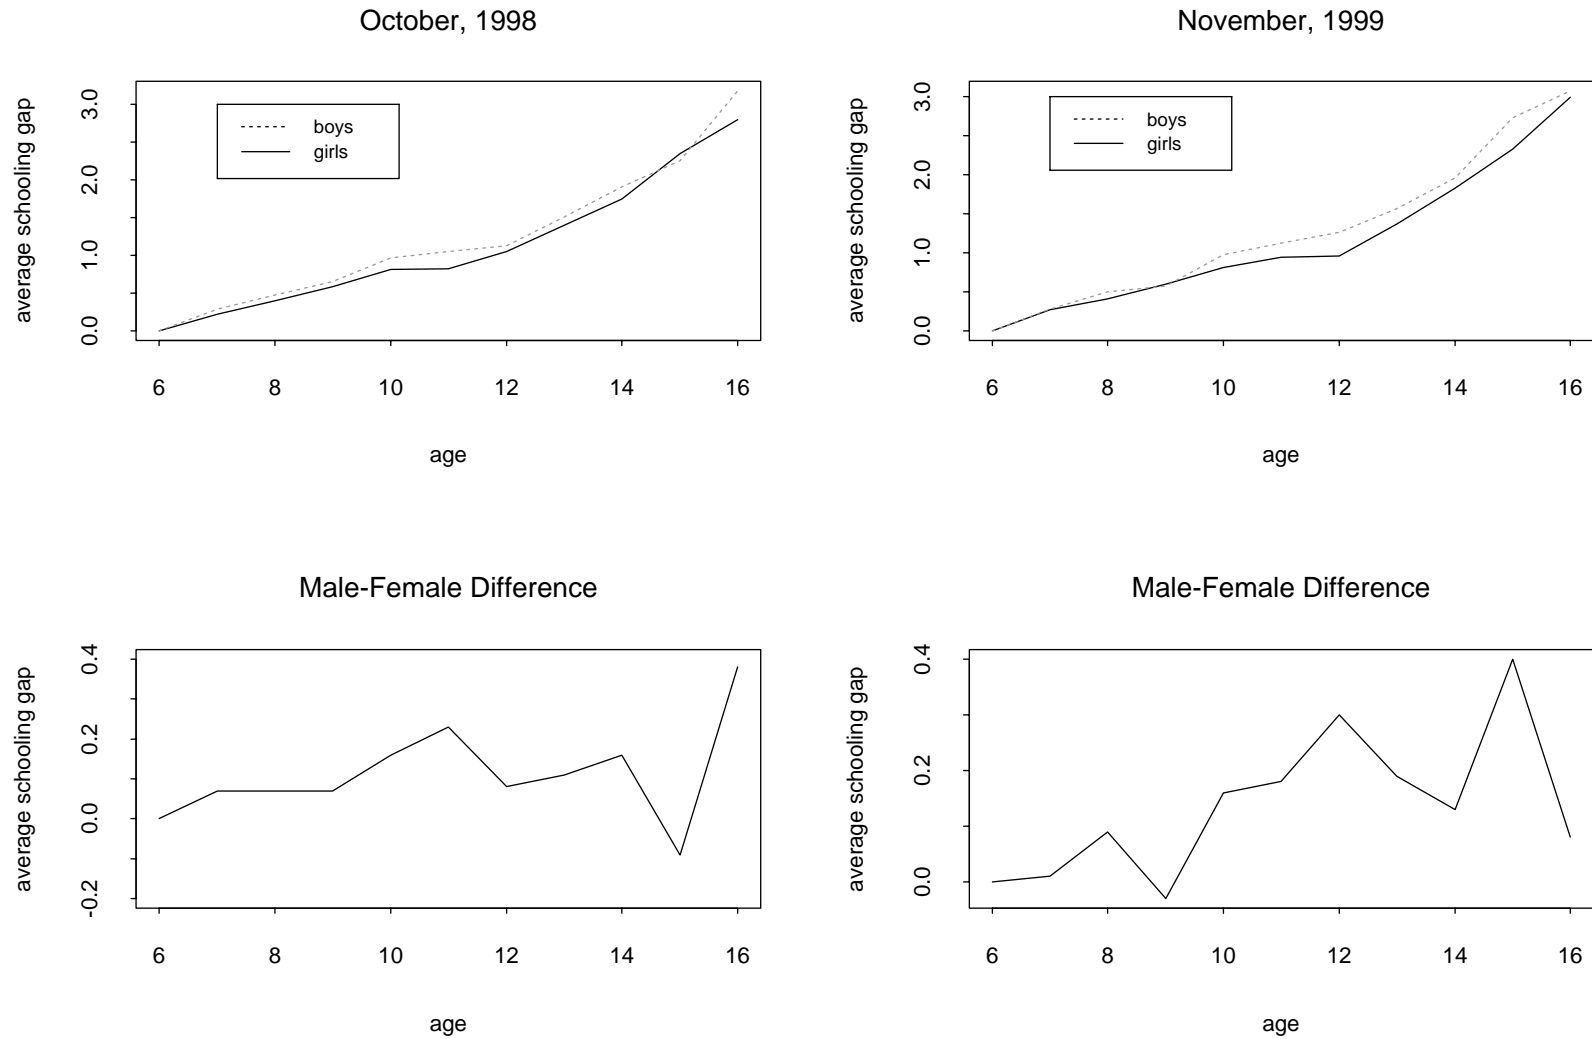 October, 1998
average schooling gap
0.0 1.0 2.0 3.0
boys
girls
6 8 10 12 14 16
age
November, 1999
average schooling gap
0.0 1.0 2.0 3.0
boys
girls
6 8 10 12 14 16
age
Male-Female Difference
average schooling gap
-0.2 0.0 0.2 0.4
6 8 10 12 14 16
age
Male-Female Difference
average schooling gap
0.0 0.2 0.4
6 8 10 12 14 16
age